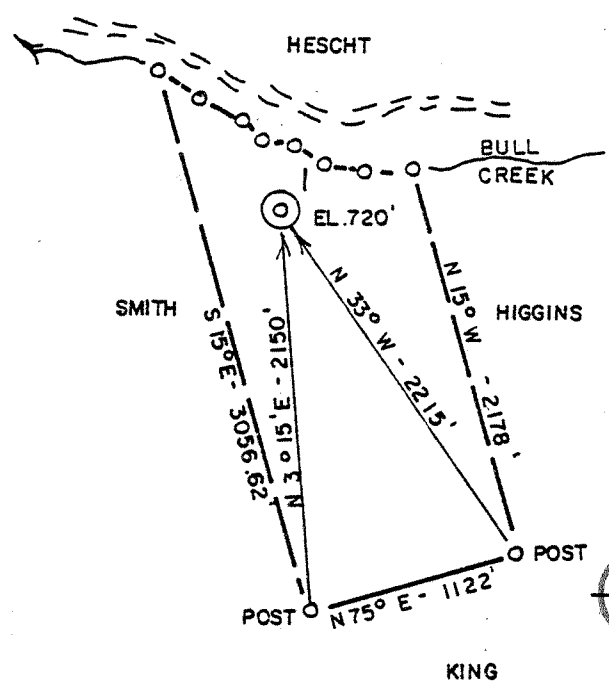 HESCHT
BULL
CREEK
EL.720'
SMITH
HIGGINS
N 15° W - 2178'
N 33° W - 2215'
S 15° E - 3056.62'
N 3° 15' E - 2150'
POST
POST
N 75° E - 1122'
KING